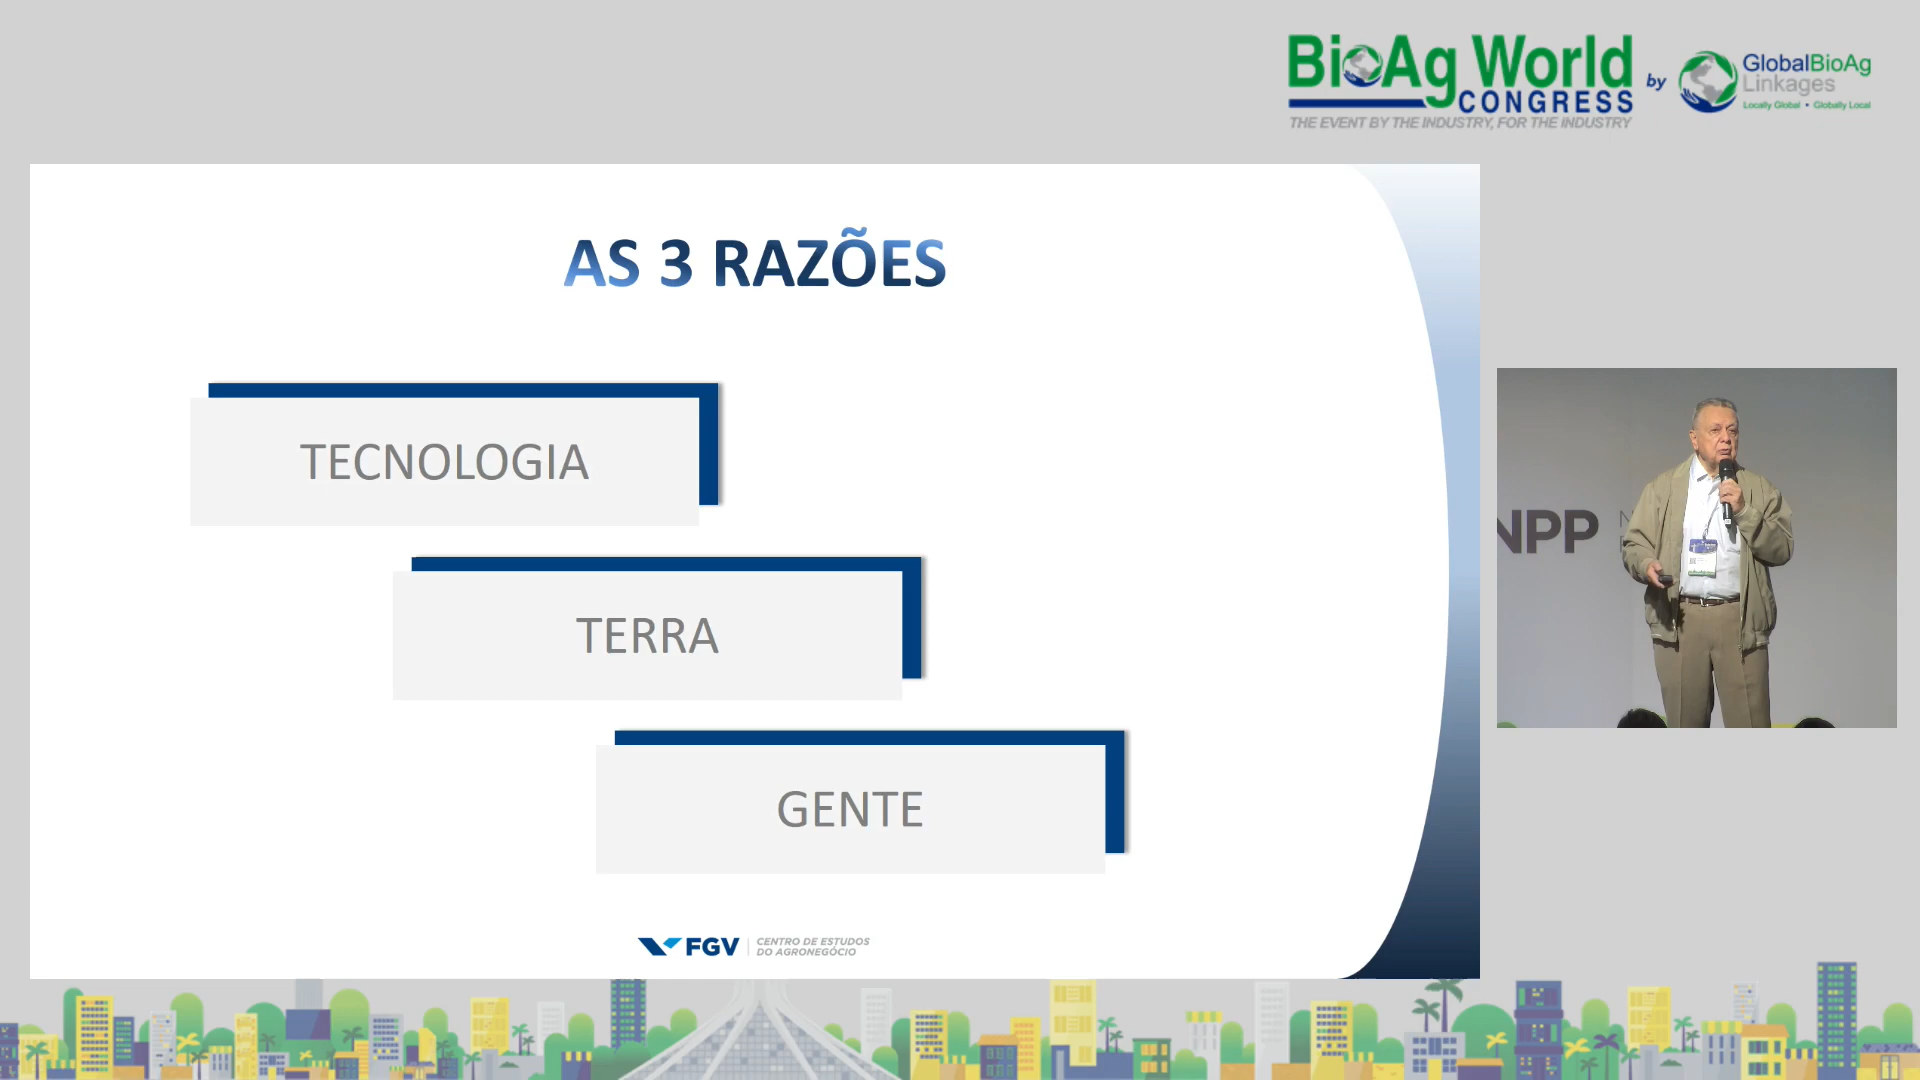 BioAg World
CONGRESS
THE EVENT BY THE INDUSTRY, FOR THE INDUSTRY
by
GlobalBioAg
Linkages
Locally Global • Globally Local
AS 3 RAZÕES
TECNOLOGIA
TERRA
GENTE
FGV
CENTRO DE ESTUDOS
DO AGRONEGÓCIO
NPP